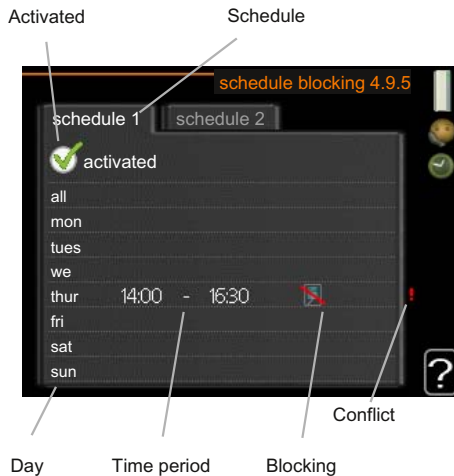 Activated Schedule
schedule blocking 4.9.5
schedule 1 schedule 2
activated
all
mon
tues
we
thur 14:00 - 16:30 !
fri
sat
sun
?
Conflict
Day Time period Blocking